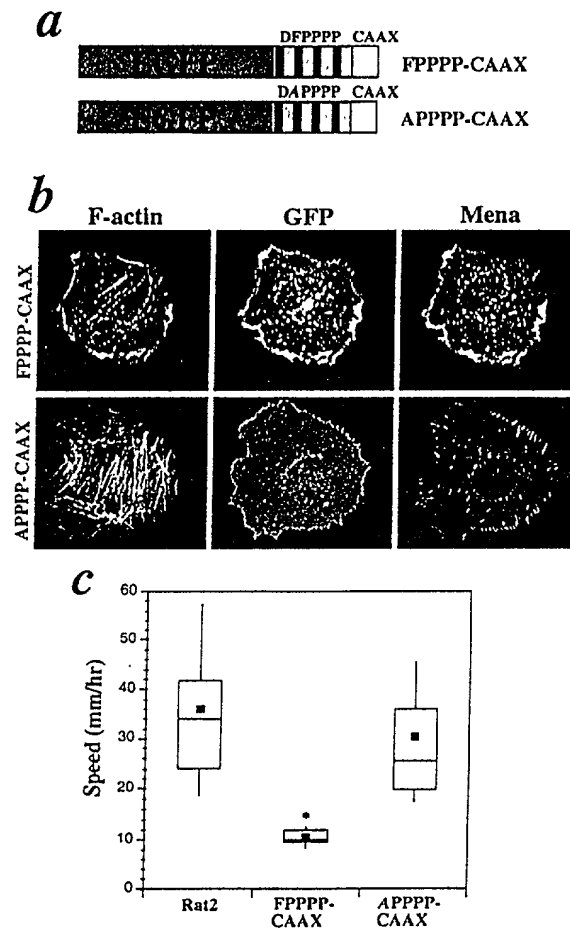 a
DFPPPP CAAX
FPPPP-CAAX
DAPPPP CAAX
APPPP-CAAX
b
F-actin GFP Mena
FPPPP-CAAX
APPPP-CAAX
c
60
50
40
30
20
10
0
Speed (mm/hr)
Rat2 FPPPP-CAAX APPPP-CAAX